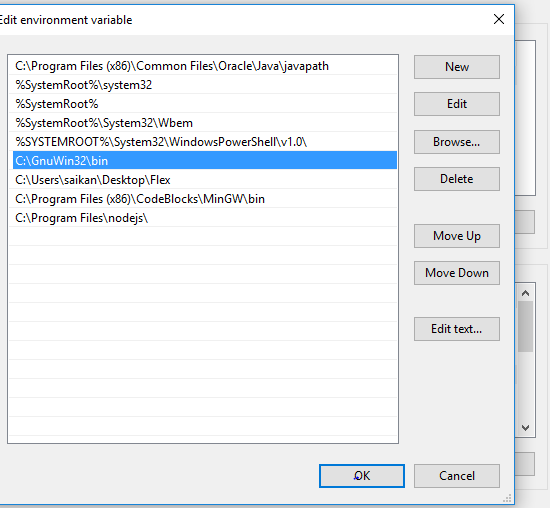 Edit environment variable
C:\Program Files (x86)\Common Files\Oracle\Java\javapath
%SystemRoot%\system32
%SystemRoot%
%SystemRoot%\System32\Wbem
%SYSTEMROOT%\System32\WindowsPowerShell\v1.0\
C:\GnuWin32\bin
C:\Users\saikan\Desktop\Flex
C:\Program Files (x86)\CodeBlocks\MinGW\bin
C:\Program Files\nodejs\
New
Edit
Browse...
Delete
Move Up
Move Down
Edit text...
OK
Cancel